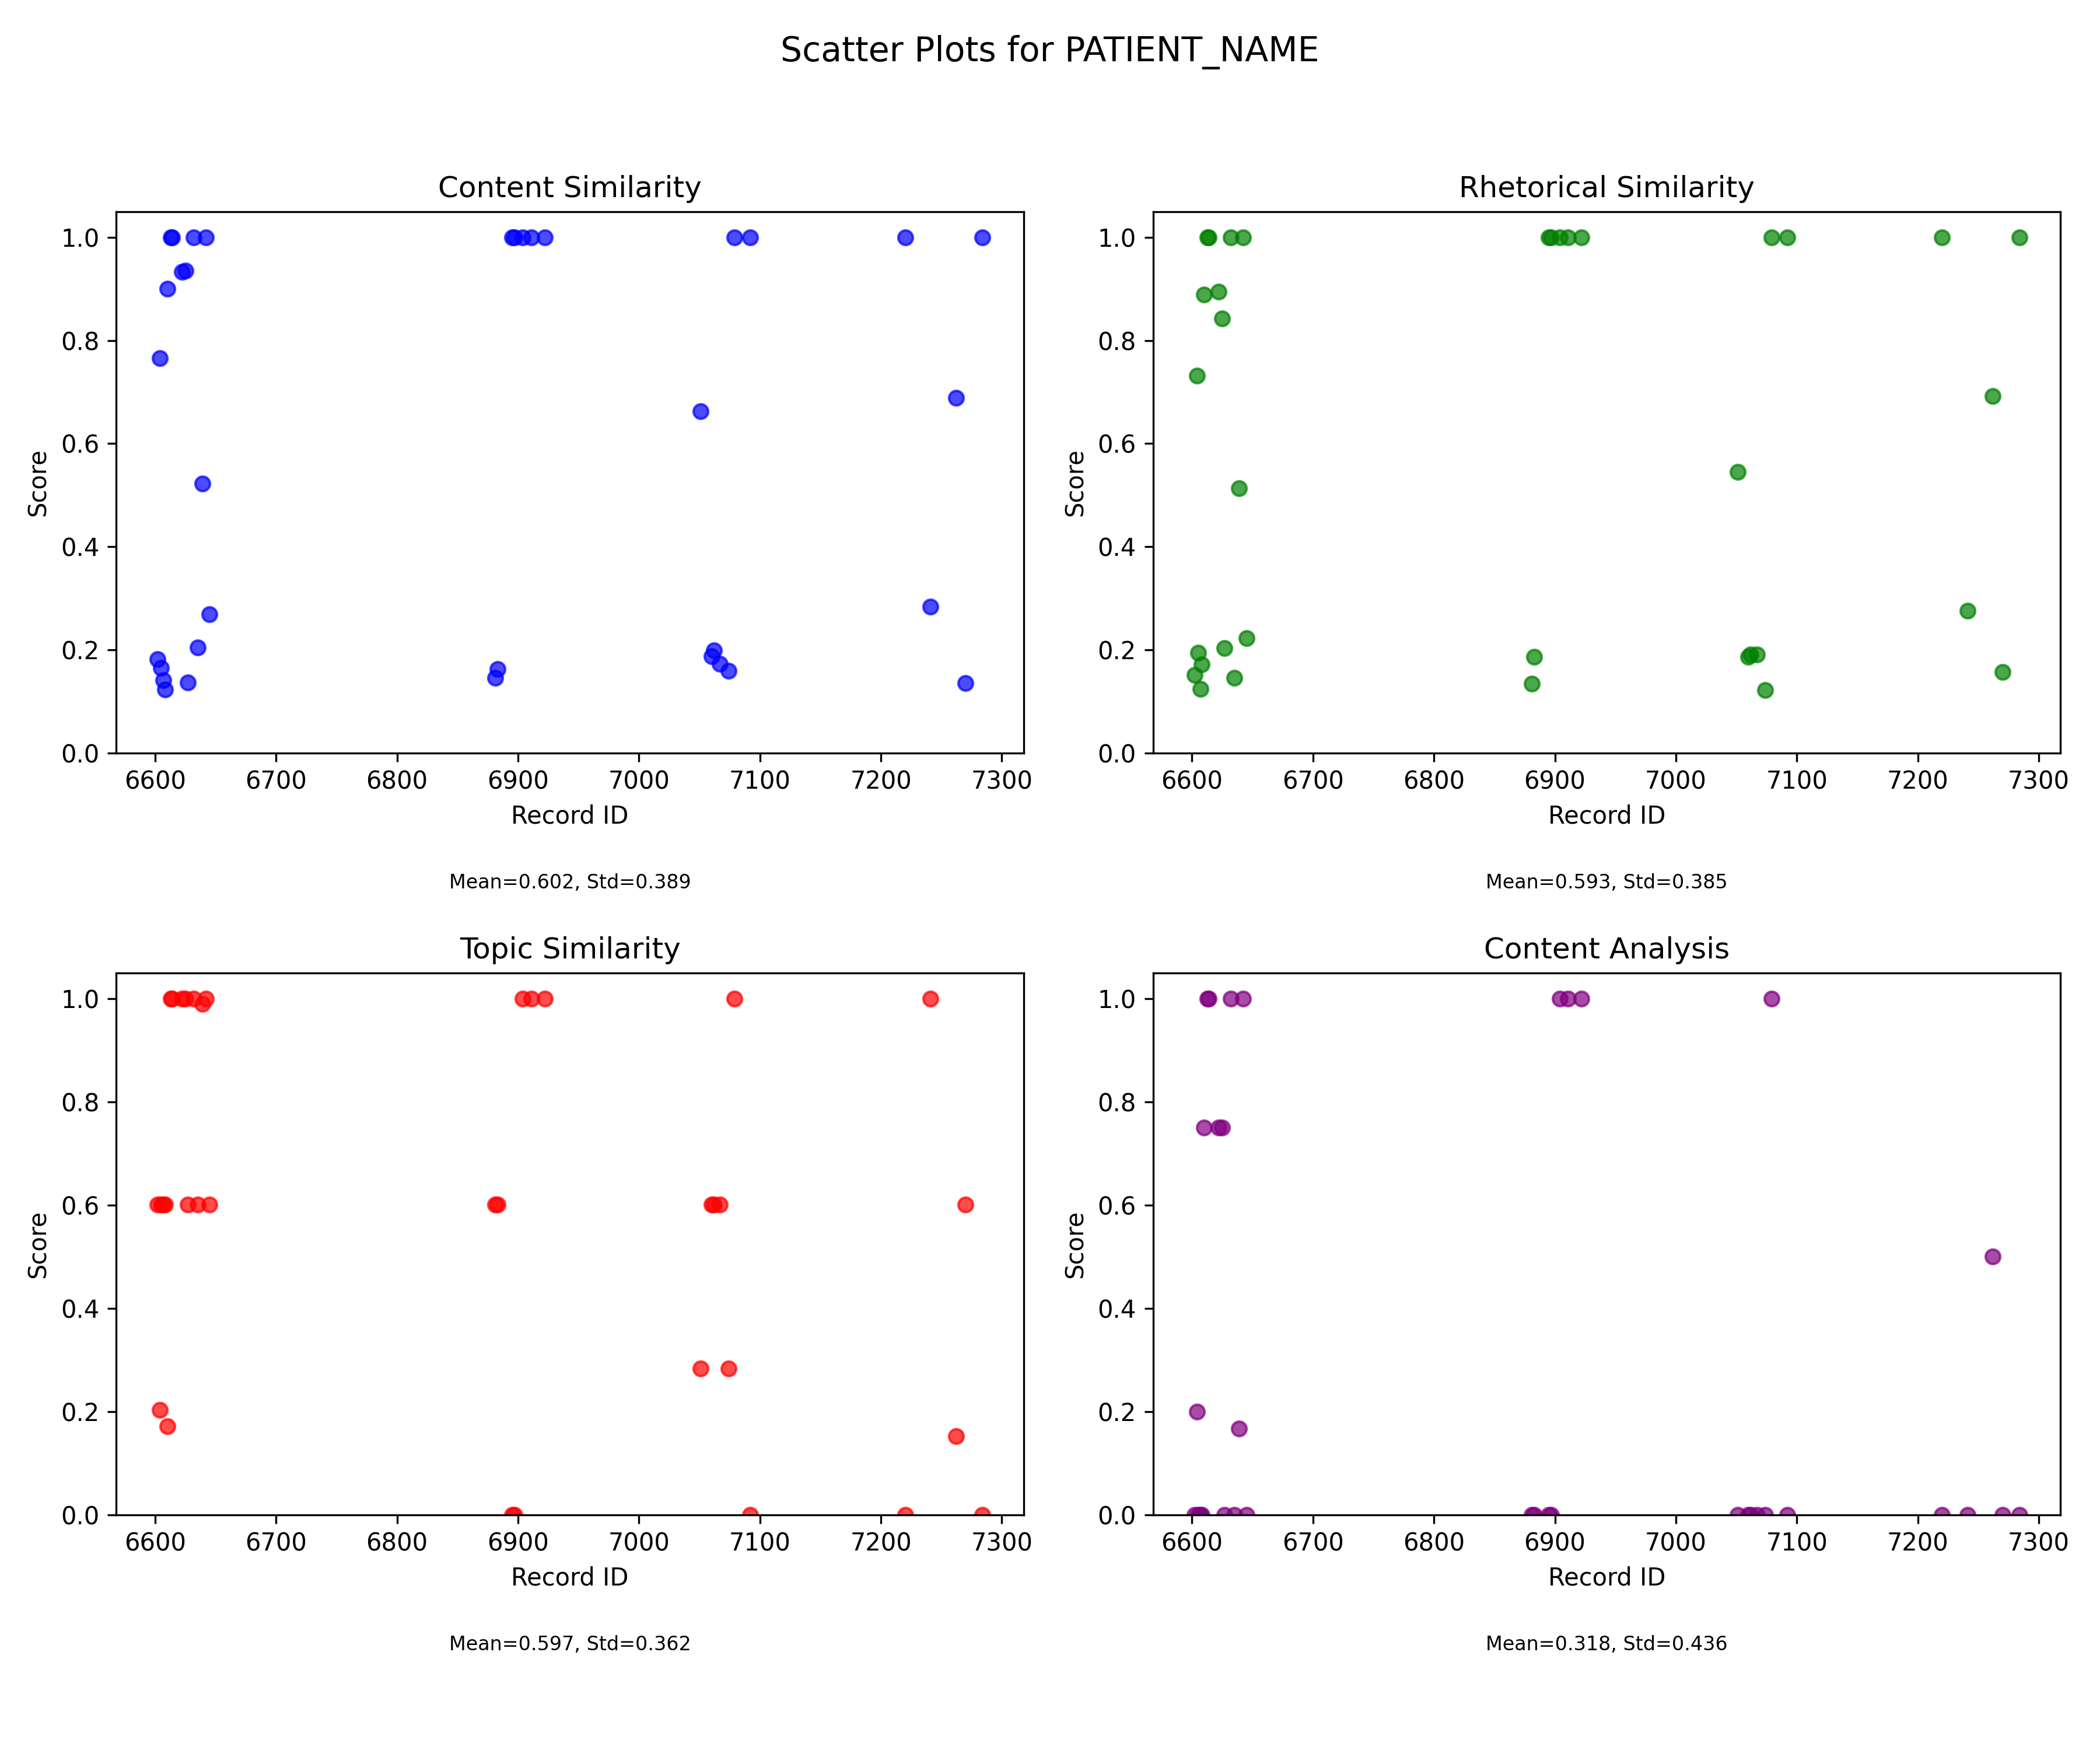 Scatter Plots for PATIENT_NAME
Content Similarity
1.0
0.8
0.6
0.4
0.2
0.0
Score
6600 6700 6800 6900 7000 7100 7200 7300
Record ID
Mean=0.602, Std=0.389
Rhetorical Similarity
1.0
0.8
0.6
0.4
0.2
0.0
Score
6600 6700 6800 6900 7000 7100 7200 7300
Record ID
Mean=0.593, Std=0.385
Topic Similarity
1.0
0.8
0.6
0.4
0.2
0.0
Score
6600 6700 6800 6900 7000 7100 7200 7300
Record ID
Mean=0.597, Std=0.362
Content Analysis
1.0
0.8
0.6
0.4
0.2
0.0
Score
6600 6700 6800 6900 7000 7100 7200 7300
Record ID
Mean=0.318, Std=0.436